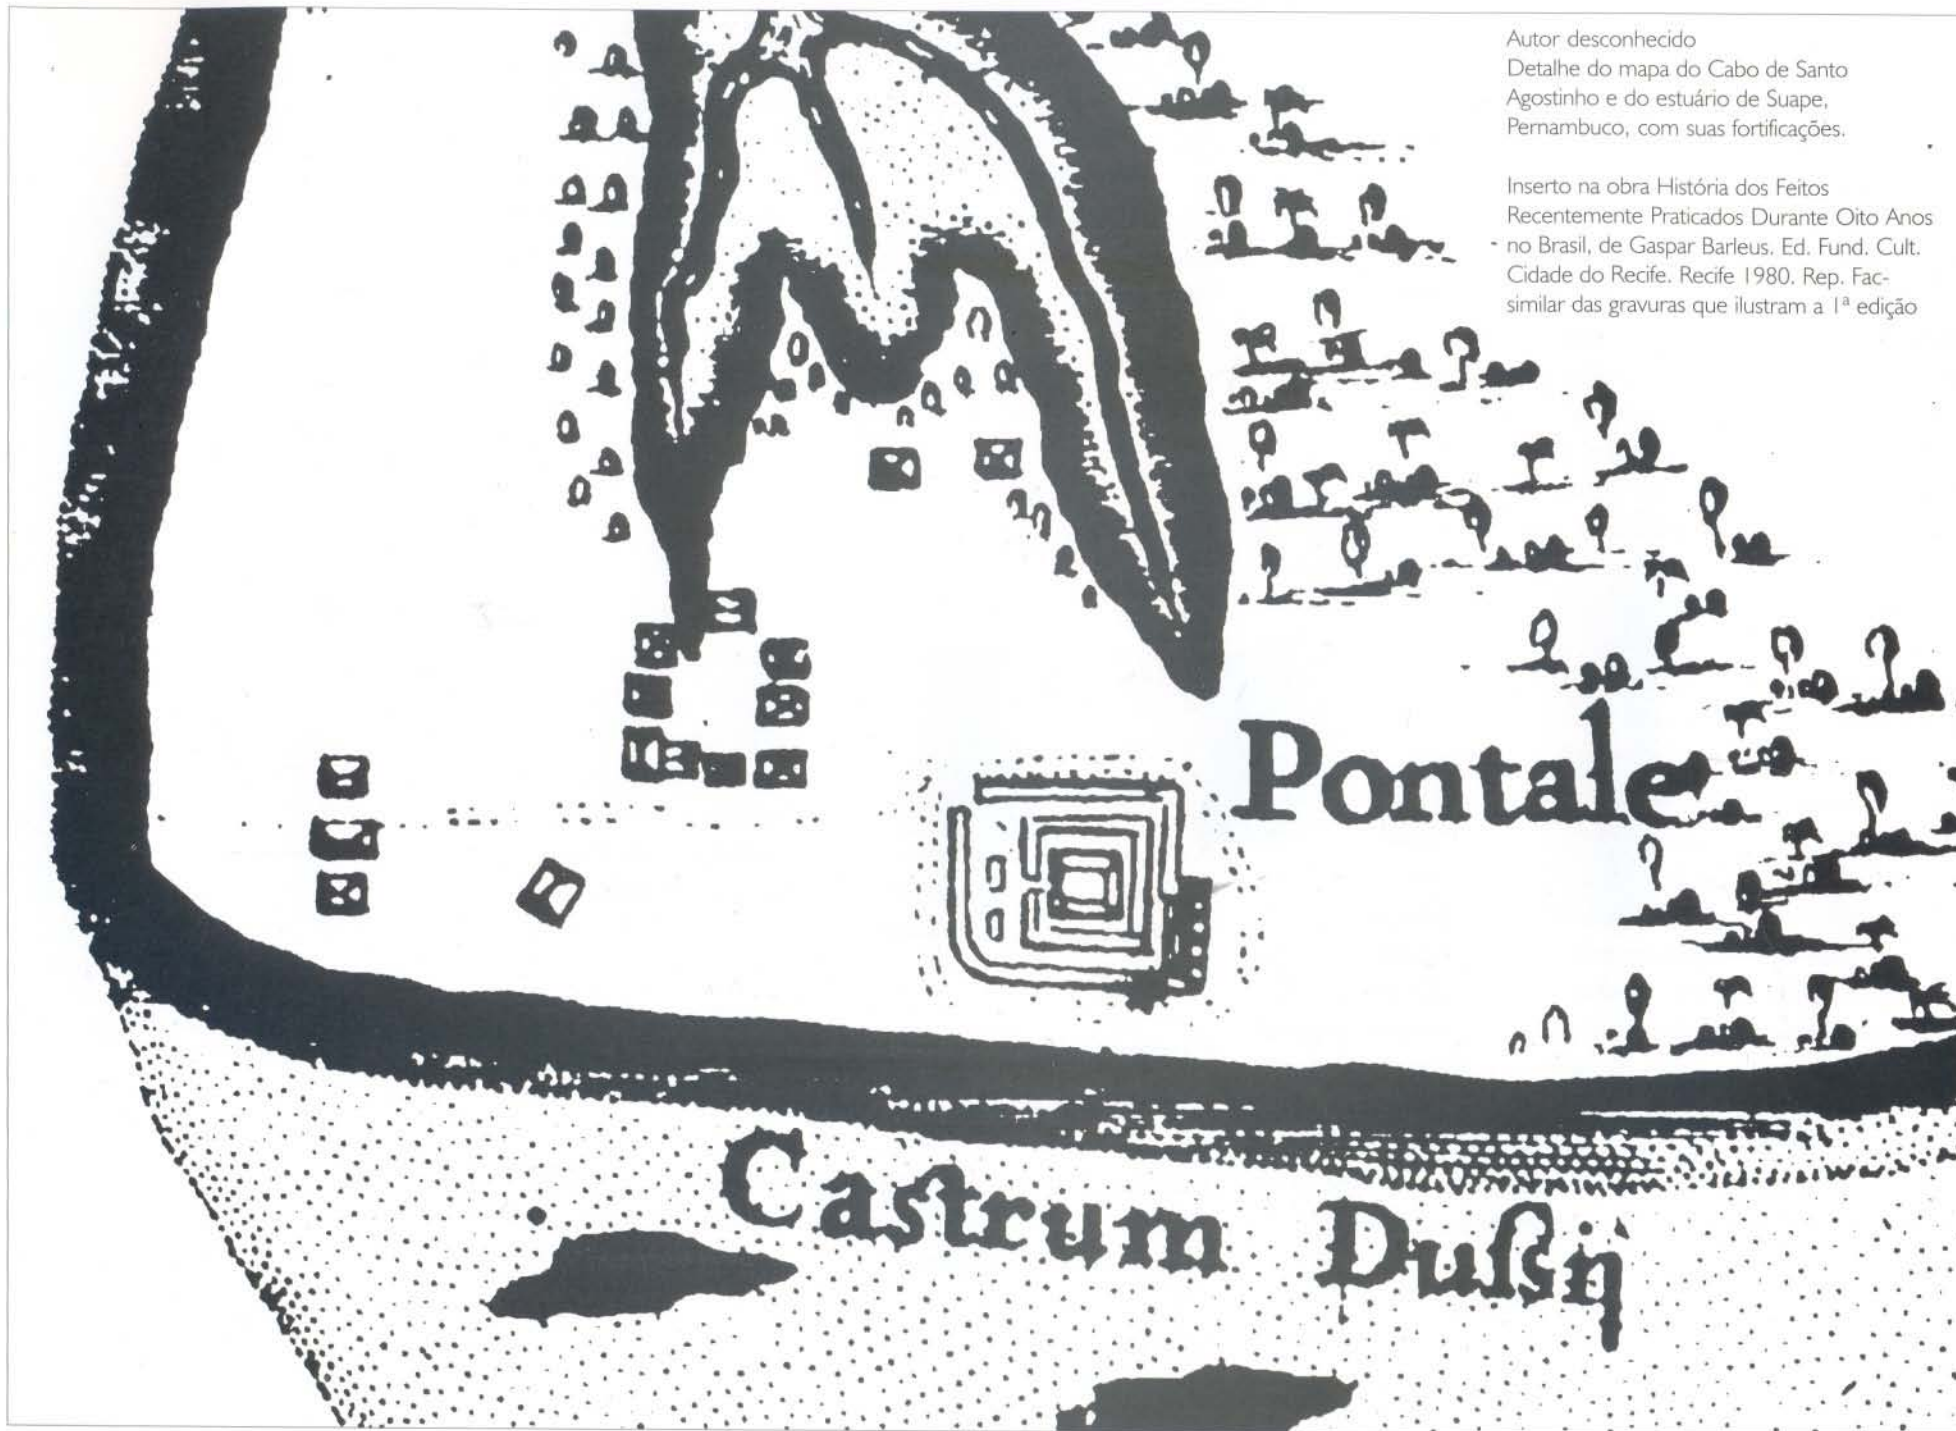 Autor desconhecido
Detalhe do mapa do Cabo de Santo
Agostinho e do estuário de Suape,
Pernambuco, com suas fortificações.
Inserto na obra História dos Feitos
Recentemente Praticados Durante Oito Anos
no Brasil, de Gaspar Barleus. Ed. Fund. Cult.
Cidade do Recife. Recife 1980. Rep. Fac-
similar das gravuras que ilustram a 1ª edição
Pontale
Caſtrum Duſsij